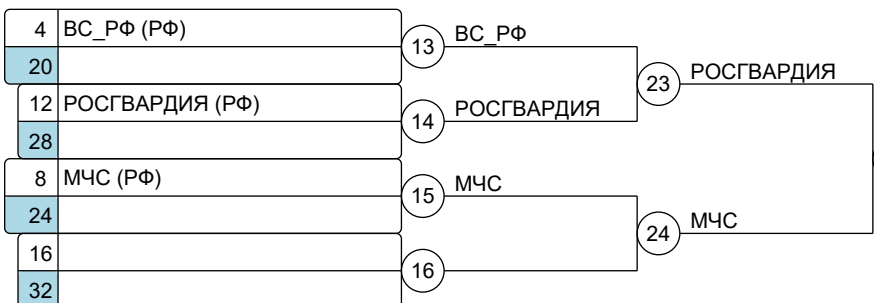 4 ВС_РФ (РФ)
20
13 ВС_РФ
12 РОСГВАРДИЯ (РФ)
28
14 РОСГВАРДИЯ
23 РОСГВАРДИЯ
8 МЧС (РФ)
24
15 МЧС
16
32
16
24 МЧС